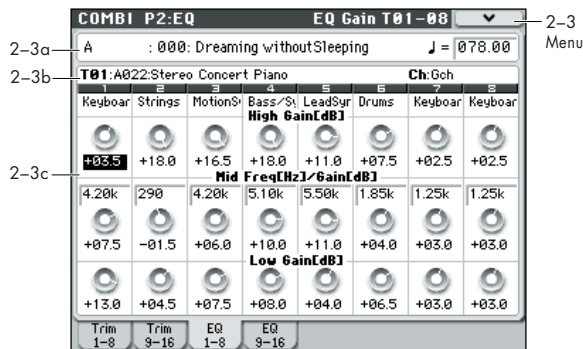 COMBI P2:EQ EQ Gain T01-08
2–3 Menu
2–3a
A :000: Dreaming withoutSleeping ♩= 078.00
2–3b
T01:A022:Stereo Concert Piano Ch:Gch
1 2 3 4 5 6 7 8
Keyboar Strings MotionS Bass/Sy LeadSyr Drums Keyboar Keyboar
High Gain[dB]
+03.5 +18.0 +16.5 +18.0 +11.0 +07.5 +02.5 +02.5
2–3c
Mid Freq[Hz]/Gain[dB]
4.20k 290 4.20k 5.10k 5.50k 1.85k 1.25k 1.25k
+07.5 -01.5 +06.0 +10.0 +11.0 +04.0 +03.0 +03.0
Low Gain[dB]
+13.0 +04.5 +07.5 +08.0 +04.0 +06.5 +03.0 +03.0
Trim 1-8 Trim 9-16 EQ 1-8 EQ 9-16